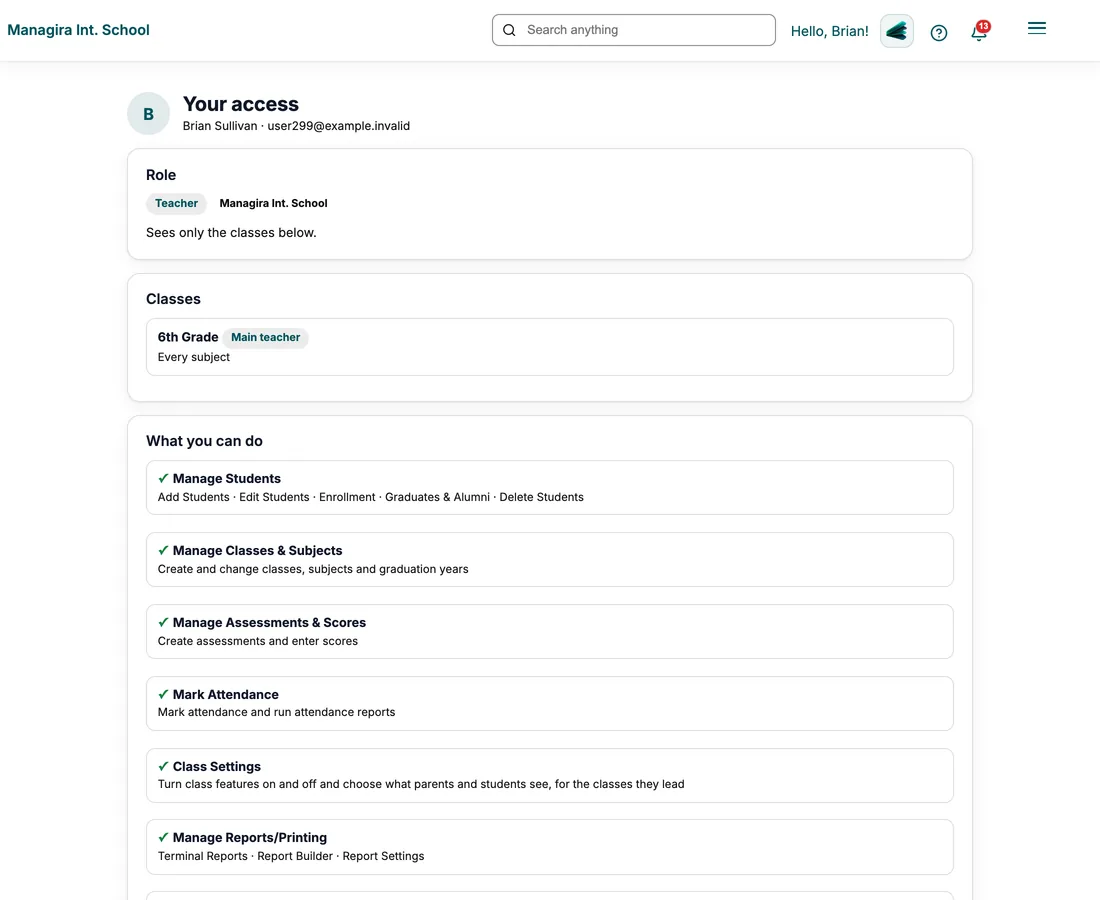 Managira Int. School
Search anything
Hello, Brian!
13
B
Your access
Brian Sullivan · user299@example.invalid
Role
Teacher Managira Int. School
Sees only the classes below.
Classes
6th Grade Main teacher
Every subject
What you can do
✓ Manage Students
Add Students · Edit Students · Enrollment · Graduates & Alumni · Delete Students
✓ Manage Classes & Subjects
Create and change classes, subjects and graduation years
✓ Manage Assessments & Scores
Create assessments and enter scores
✓ Mark Attendance
Mark attendance and run attendance reports
✓ Class Settings
Turn class features on and off and choose what parents and students see, for the classes they lead
✓ Manage Reports/Printing
Terminal Reports · Report Builder · Report Settings